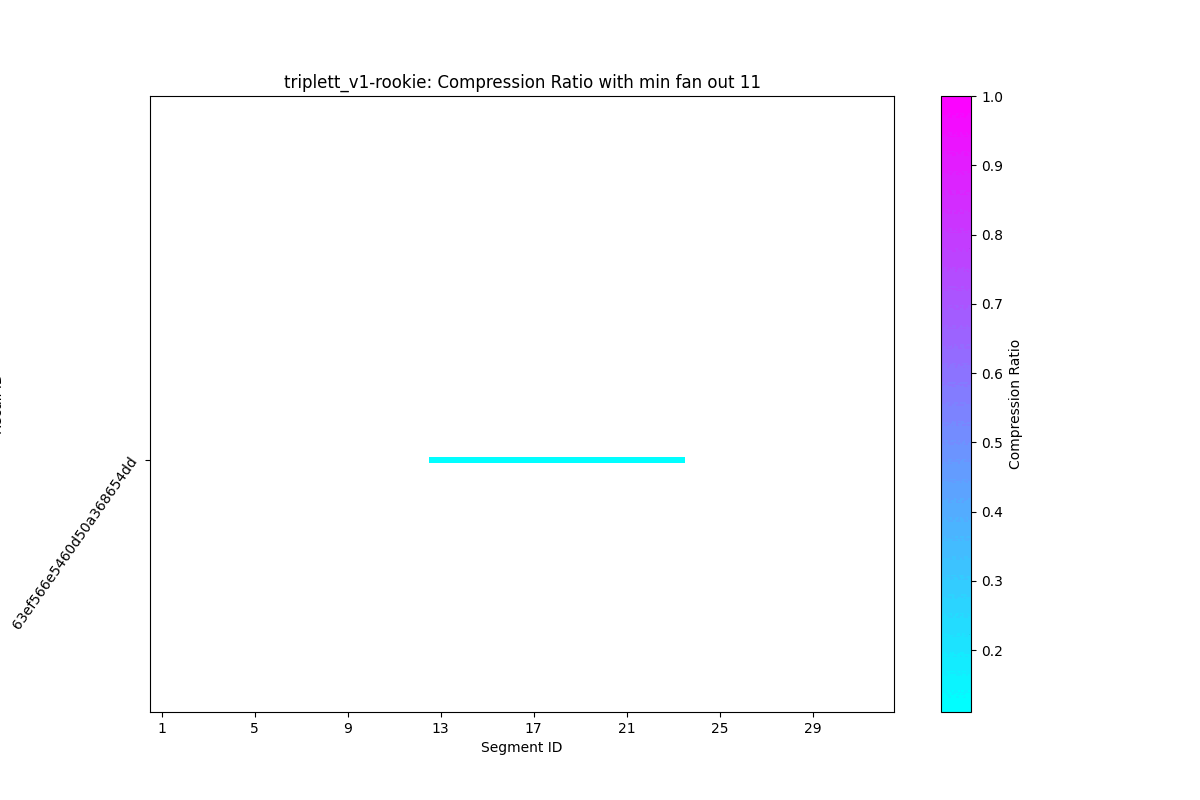 triplett_v1-rookie: Compression Ratio with min fan out 11
63ef566e5460d50a368654dd
1 5 9 13 17 21 25 29
Segment ID
1.0
0.9
0.8
0.7
0.6
0.5
0.4
0.3
0.2
Compression Ratio